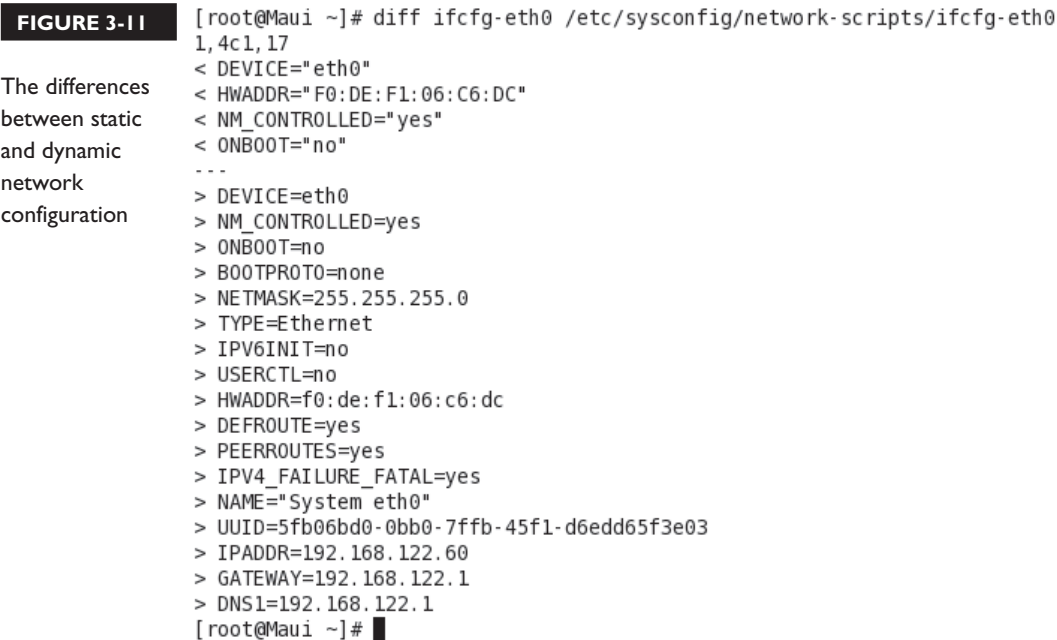 FIGURE 3-11
The differences
between static
and dynamic
network
configuration
[root@Maui ~]# diff ifcfg-eth0 /etc/sysconfig/network-scripts/ifcfg-eth0
1,4c1,17
< DEVICE="eth0"
< HWADDR="F0:DE:F1:06:C6:DC"
< NM_CONTROLLED="yes"
< ONBOOT="no"
---
> DEVICE=eth0
> NM_CONTROLLED=yes
> ONBOOT=no
> BOOTPROTO=none
> NETMASK=255.255.255.0
> TYPE=Ethernet
> IPV6INIT=no
> USERCTL=no
> HWADDR=f0:de:f1:06:c6:dc
> DEFROUTE=yes
> PEERROUTES=yes
> IPV4_FAILURE_FATAL=yes
> NAME="System eth0"
> UUID=5fb06bd0-0bb0-7ffb-45f1-d6edd65f3e03
> IPADDR=192.168.122.60
> GATEWAY=192.168.122.1
> DNS1=192.168.122.1
[root@Maui ~]#